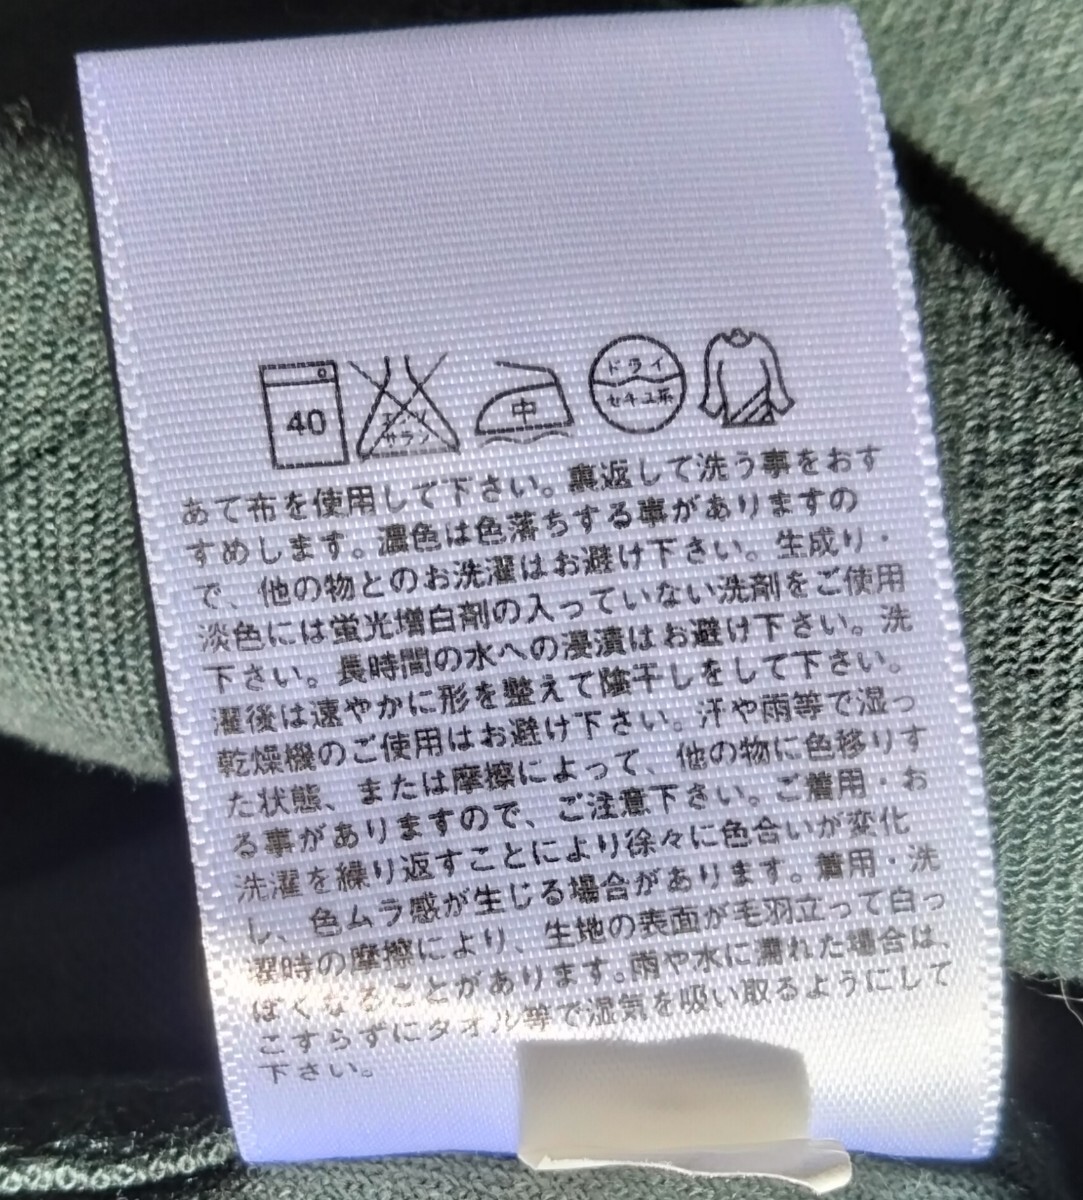 40
エンソ
サラシ
中
ドライ
セキユ系
あて布を使用して下さい。裏返して洗う事をおす
すめします。濃色は色落ちする事がありますの
で、他の物とのお洗濯はお避け下さい。生成り・
淡色には蛍光増白剤の入っていない洗剤をご使用
下さい。長時間の水への浸漬はお避け下さい。洗
濯後は速やかに形を整えて陰干しをして下さい。
乾燥機のご使用はお避け下さい。汗や雨等で湿っ
た状態、または摩擦によって、他の物に色移りす
る事がありますので、ご注意下さい。ご着用・お
洗濯を繰り返すことにより徐々に色合いが変化
し、色ムラ感が生じる場合があります。着用・洗
濯時の摩擦により、生地の表面が毛羽立って白っ
ぽくなることがあります。雨や水に濡れた場合は、
こすらずにタオル等で湿気を吸い取るようにして
下さい。